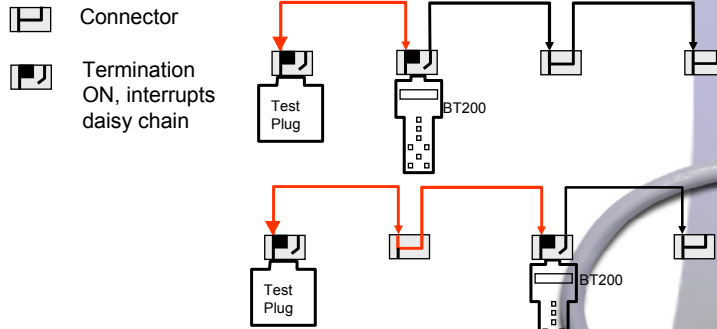 Connector
Termination
ON, interrupts
daisy chain
Test
Plug
BT200
Test
Plug
BT200